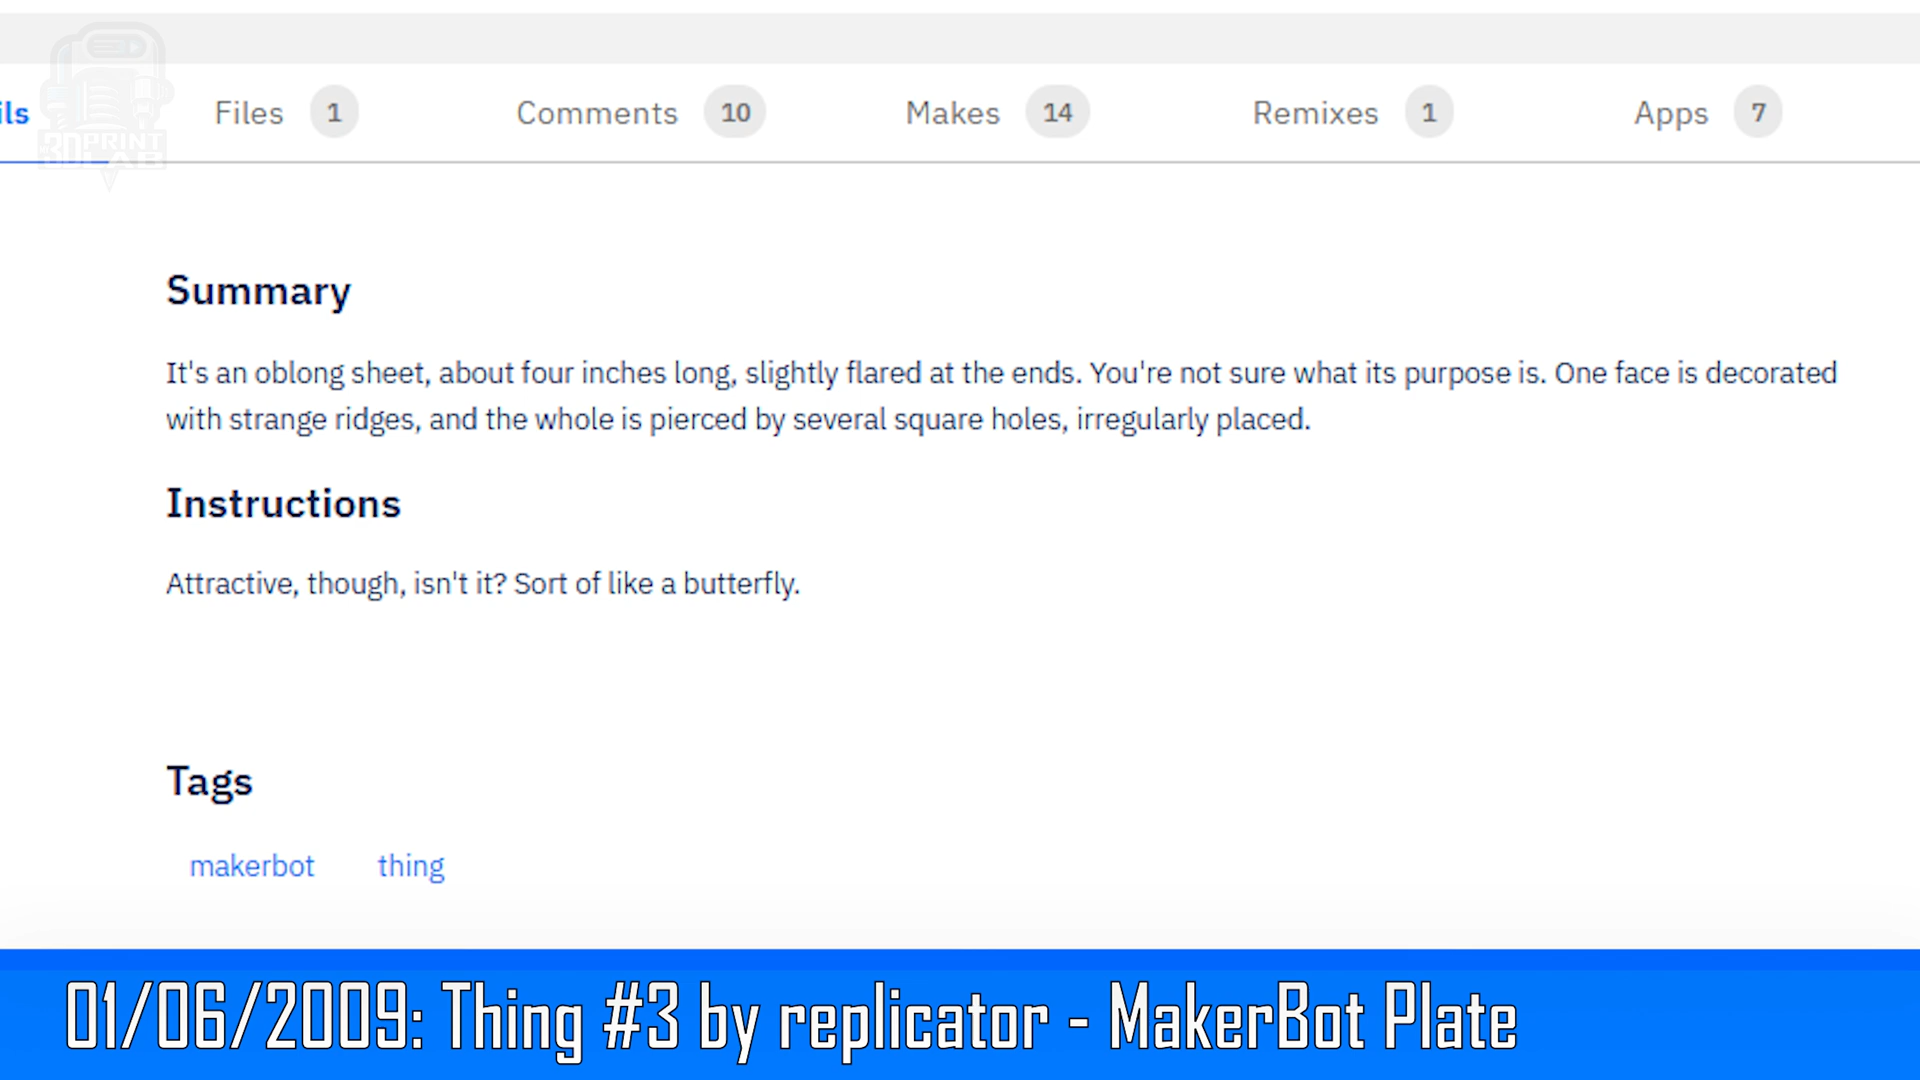 ils Files 1 Comments 10 Makes 14 Remixes 1 Apps 7
3DPRINT
LAB
Summary
It's an oblong sheet, about four inches long, slightly flared at the ends. You're not sure what its purpose is. One face is decorated
with strange ridges, and the whole is pierced by several square holes, irregularly placed.
Instructions
Attractive, though, isn't it? Sort of like a butterfly.
Tags
makerbot thing
01/06/2009: Thing #3 by replicator - MakerBot Plate